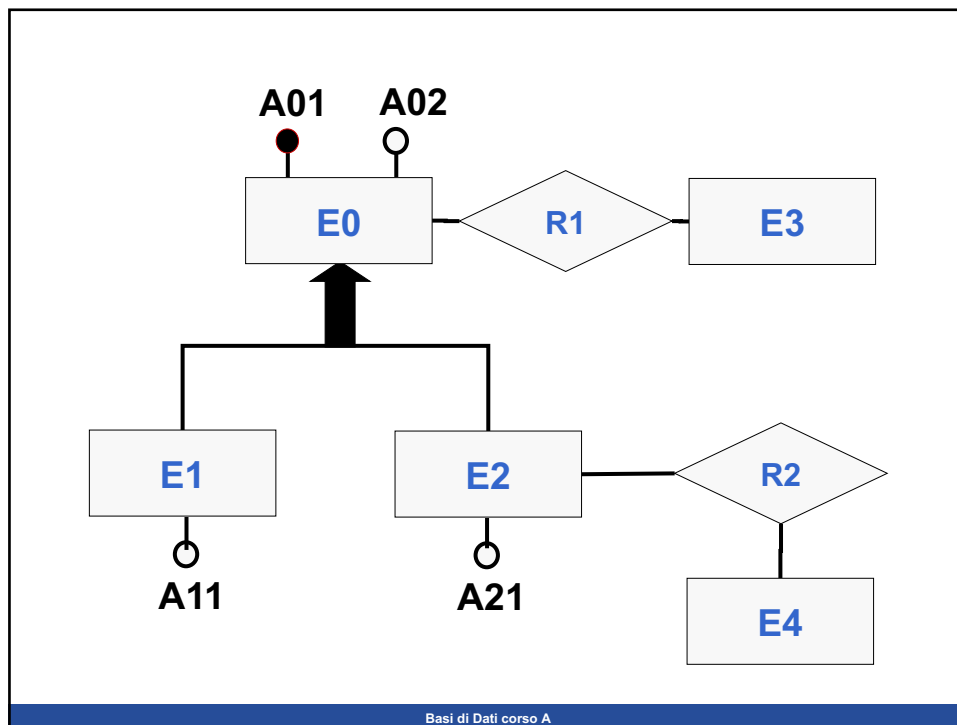 A01 A02
E0 R1 E3
E1 E2 R2
A11 A21
E4
Basi di Dati corso A